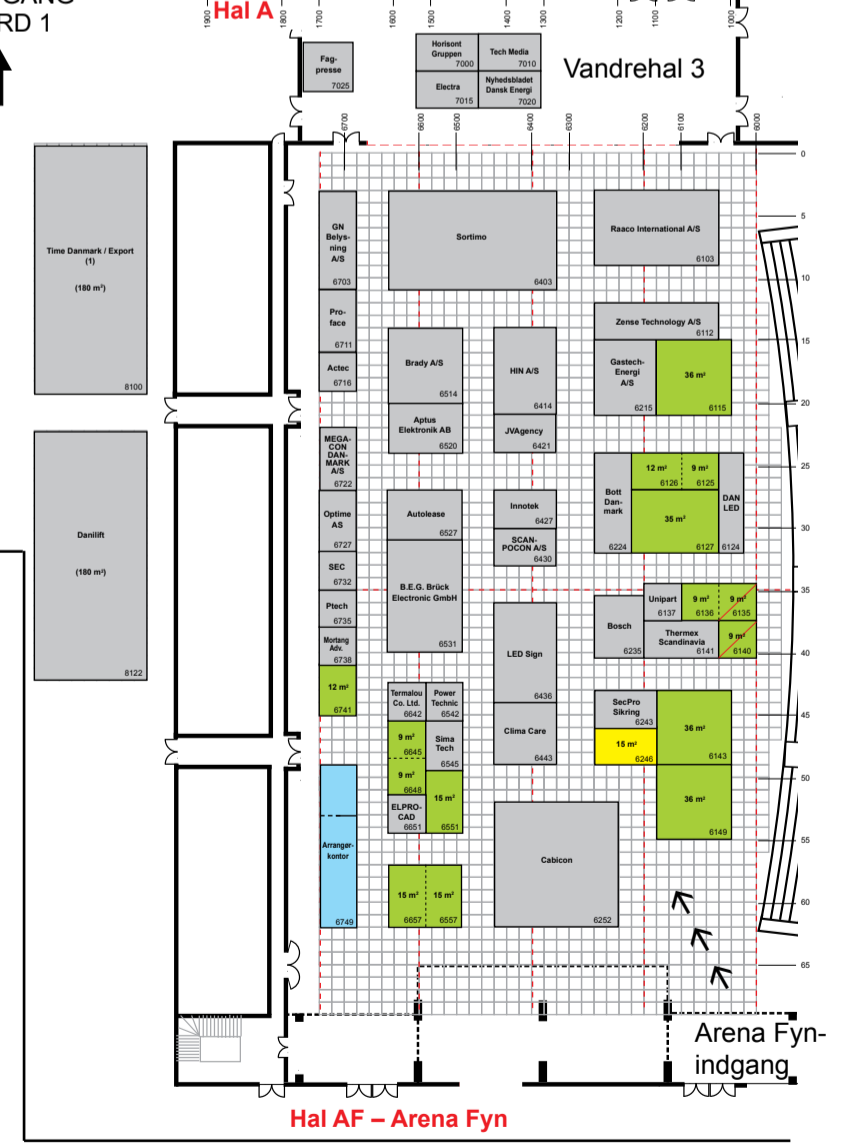 GANG
RD 1
Hal A
1900
1800
1700
1600
1500
1400
1300
1200
1100
1000
Fag-
presse
7025
Horisont
Gruppen
7000
Tech Media
7010
Electra
7015
Nyhedsbladet
Dansk Energi
7020
Vandrehal 3
6700
6600
6500
6400
6300
6200
6100
6000
0
5
10
15
20
25
30
35
40
45
50
55
60
65
Time Danmark / Export
(1)
(180 m²)
8100
Danilift
(180 m²)
8122
GN
Belys-
ning
A/S
6703
Pro-
face
6711
Actec
6716
MEGA-
CON
DAN-
MARK
A/S
6722
Optime
AS
6727
SEC
6732
Ptech
6735
Mortang
Adv.
6738
12 m²
6741
Arrangør-
kontor
6749
Sortimo
6403
Brady A/S
6514
Aptus
Elektronik AB
6520
Autolease
6527
B.E.G. Brück
Electronic GmbH
6531
Termalou
Co. Ltd.
6642
Power
Technic
6542
9 m²
6645
Sima
Tech
6545
9 m²
6648
15 m²
6551
ELPRO-
CAD
6651
15 m²
6657
15 m²
6557
HIN A/S
6414
JVAgency
6421
Innotek
6427
SCAN-
POCON A/S
6430
LED Sign
6436
Clima Care
6443
Cabicon
6252
Raaco International A/S
6103
Zense Technology A/S
6112
Gastech-
Energi
A/S
6215
36 m²
6115
Bott
Dan-
mark
6224
12 m²
6126
9 m²
6125
35 m²
6127
DAN
LED
6124
Bosch
6235
Unipart
6137
9 m²
6136
9 m²
6135
Thermex
Scandinavia
6141
9 m²
6140
SecPro
Sikring
6243
15 m²
6246
36 m²
6143
36 m²
6149
Arena Fyn-
indgang
Hal AF – Arena Fyn